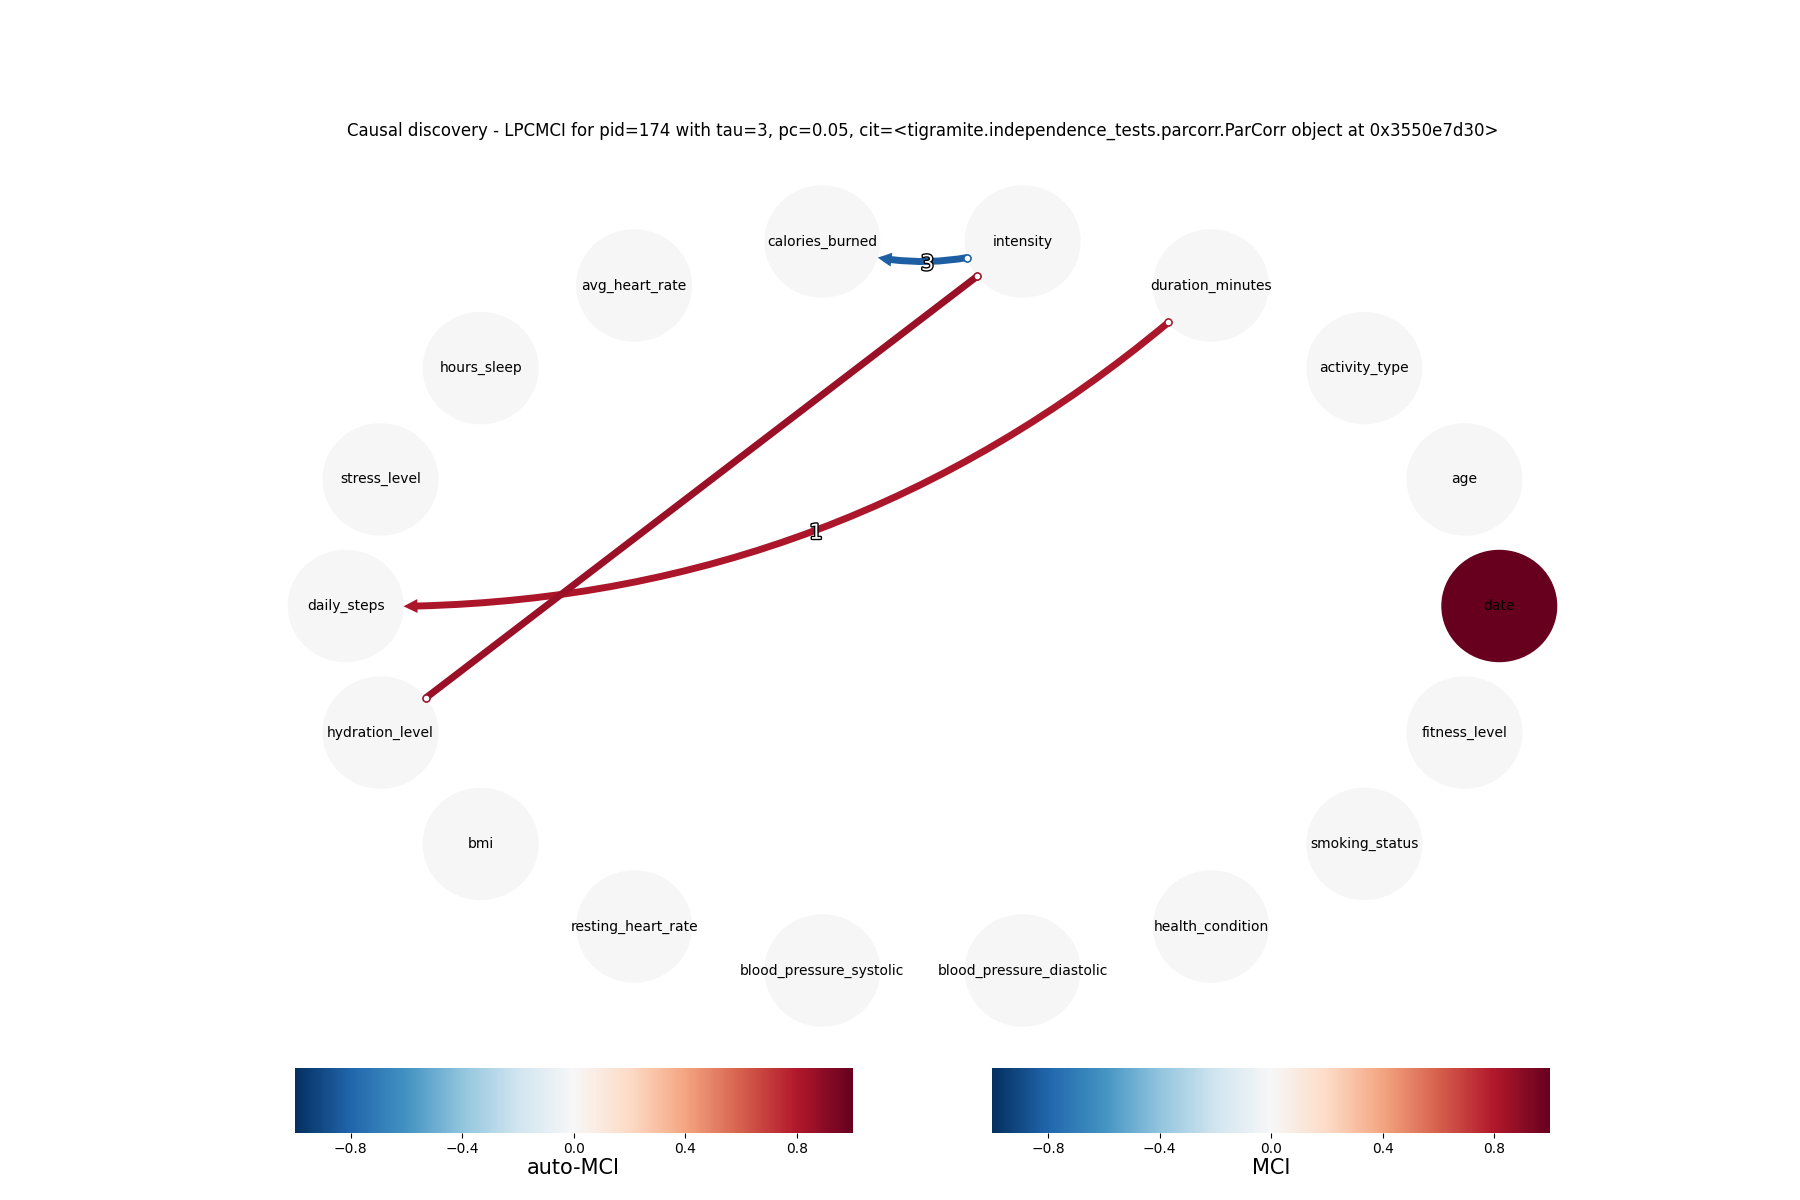 Causal discovery - LPCMCI for pid=174 with tau=3, pc=0.05, cit=<tigramite.independence_tests.parcorr.ParCorr object at 0x3550e7d30>
calories_burned
intensity
3
avg_heart_rate
duration_minutes
hours_sleep
activity_type
stress_level
age
1
daily_steps
date
hydration_level
fitness_level
bmi
smoking_status
resting_heart_rate
health_condition
blood_pressure_systolic
blood_pressure_diastolic
−0.8 −0.4 0.0 0.4 0.8
auto-MCI
−0.8 −0.4 0.0 0.4 0.8
MCI